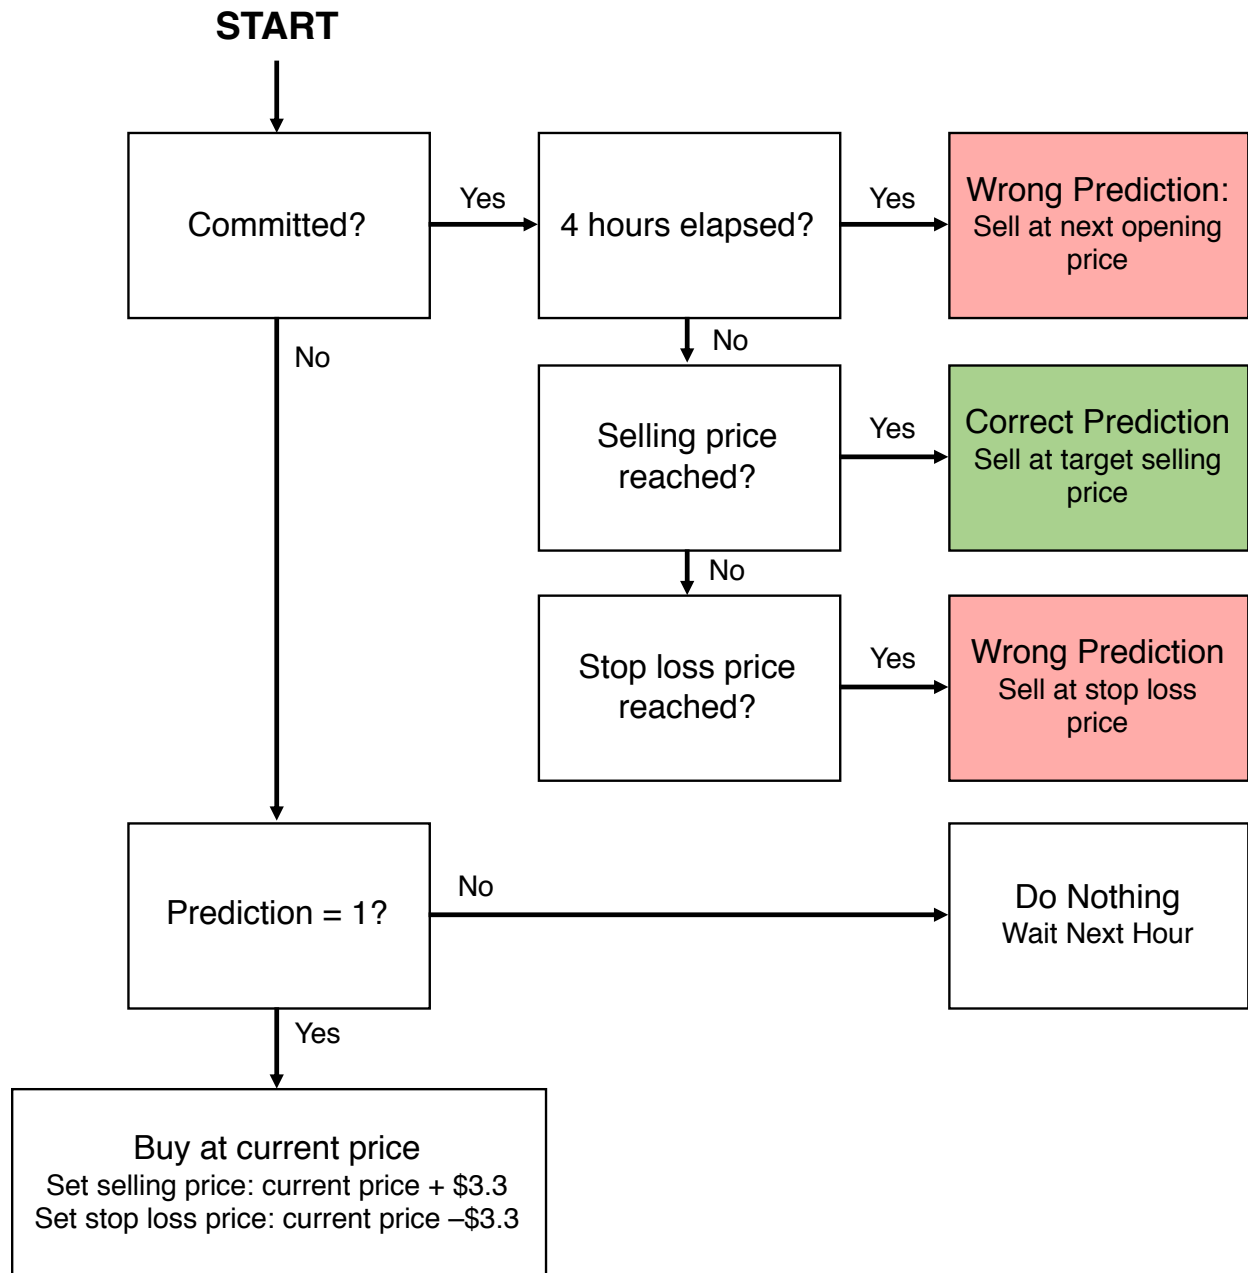 START
Committed?
Yes
4 hours elapsed?
Yes
Wrong Prediction:
Sell at next opening
price
No
No
Selling price
reached?
Yes
Correct Prediction
Sell at target selling
price
No
Stop loss price
reached?
Yes
Wrong Prediction
Sell at stop loss
price
Prediction = 1?
No
Do Nothing
Wait Next Hour
Yes
Buy at current price
Set selling price: current price + $3.3
Set stop loss price: current price –$3.3